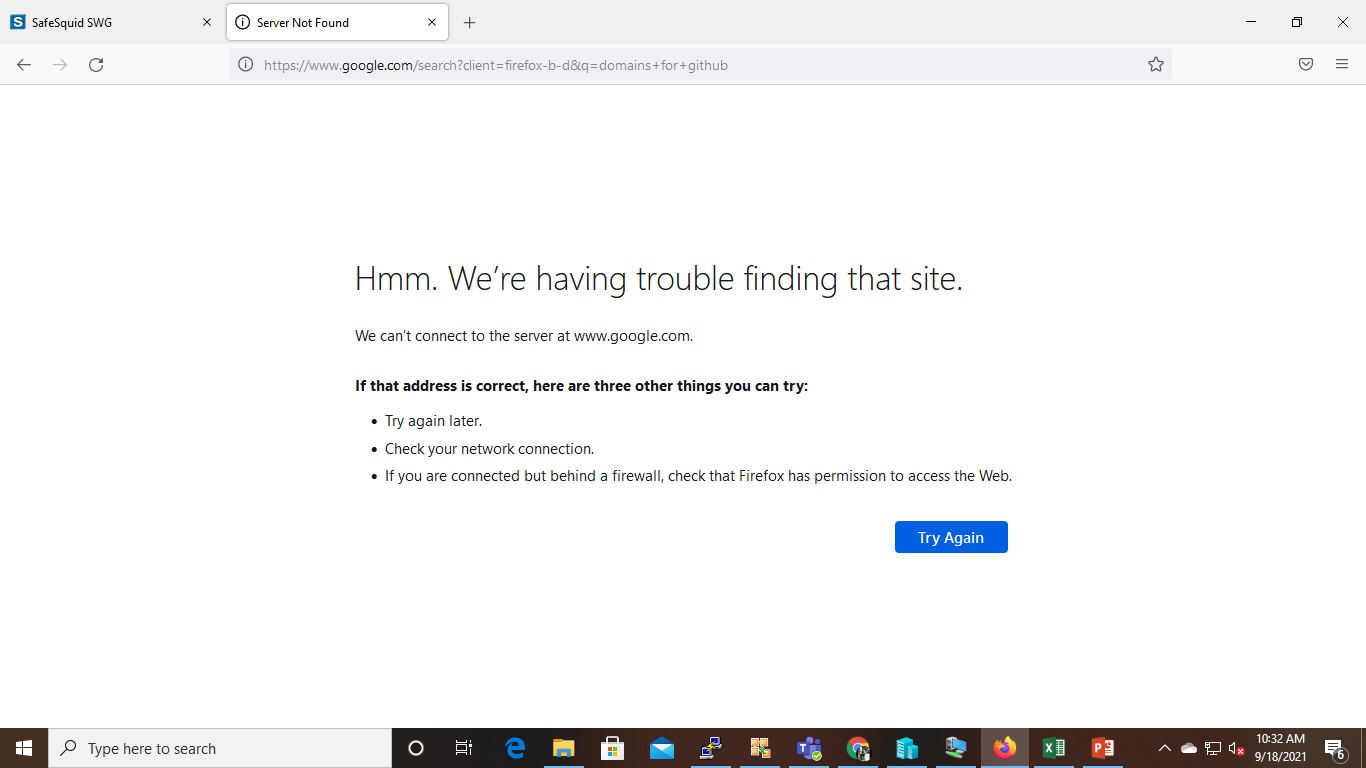 SafeSquid SWG
Server Not Found
https://www.google.com/search?client=firefox-b-d&q=domains+for+github
Hmm. We’re having trouble finding that site.
We can’t connect to the server at www.google.com.
If that address is correct, here are three other things you can try:
• Try again later.
• Check your network connection.
• If you are connected but behind a firewall, check that Firefox has permission to access the Web.
Try Again
Type here to search
10:32 AM
9/18/2021
6